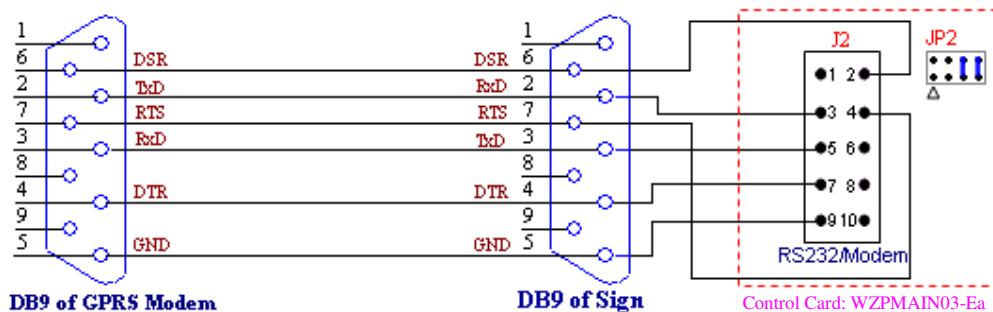 1
6 DSR
2 TxD
7 RTS
3 RxD
8
4 DTR
9
5 GND
DB9 of GPRS Modem
1
DSR 6
RxD 2
7
TxD 3
8
DTR 4
9
GND 5
DB9 of Sign
J2
1 2
3 4
5 6
7 8
9 10
RS232/Modem
JP2
Control Card: WZPMAIN03-Ea